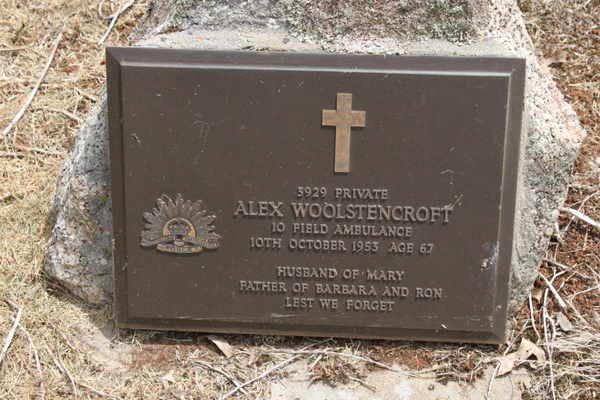 3929 PRIVATE
ALEX WOOLSTENCROFT
10 FIELD AMBULANCE
10TH OCTOBER 1953 AGE 67
HUSBAND OF MARY
FATHER OF BARBARA AND RON
LEST WE FORGET